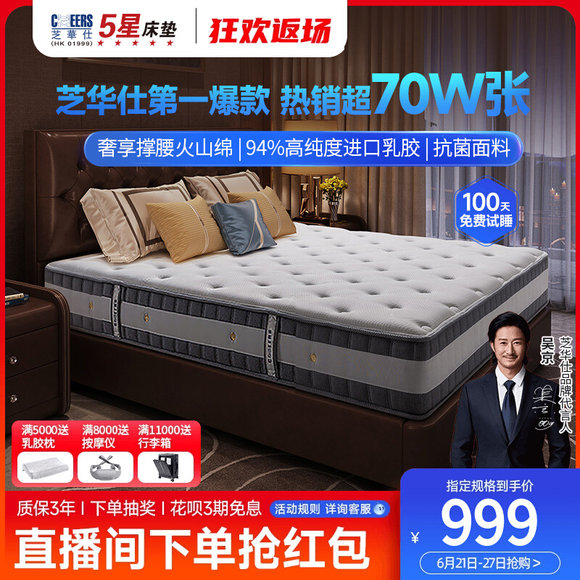 CHEERS
芝華仕
(HK 01999)
5星床垫
狂欢返场
芝华仕第一爆款 热销超70W张
奢享撑腰火山绵|94%高纯度进口乳胶|抗菌面料
100天
免费试睡
CHEERS
CHEERS
芝华仕品牌代言人
吴京
满5000送
乳胶枕
满8000送
按摩仪
满11000送
行李箱
质保3年|下单抽奖|花呗3期免息
活动规则 详询客服
直播间下单抢红包
指定规格到手价
¥999
6月21日-27日抢购>